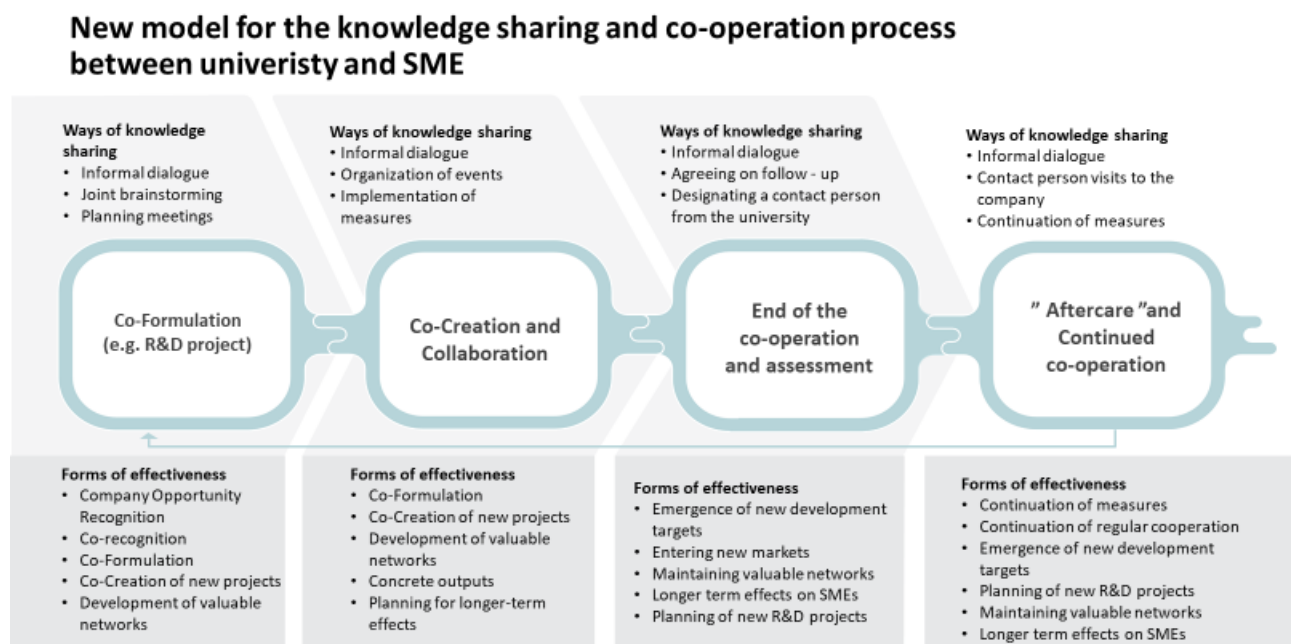 New model for the knowledge sharing and co-operation process
between univeristy and SME
Ways of knowledge
sharing
• Informal dialogue
• Joint brainstorming
• Planning meetings
Ways of knowledge sharing
• Informal dialogue
• Organization of events
• Implementation of
measures
Ways of knowledge sharing
• Informal dialogue
• Agreeing on follow - up
• Designating a contact person
from the university
Ways of knowledge sharing
• Informal dialogue
• Contact person visits to the
company
• Continuation of measures
Co-Formulation
(e.g. R&D project)
Co-Creation and
Collaboration
End of the
co-operation
and assessment
” Aftercare ”and
Continued
co-operation
Forms of effectiveness
• Company Opportunity
Recognition
• Co-recognition
• Co-Formulation
• Co-Creation of new projects
• Development of valuable
networks
Forms of effectiveness
• Co-Formulation
• Co-Creation of new projects
• Development of valuable
networks
• Concrete outputs
• Planning for longer-term
effects
Forms of effectiveness
• Emergence of new development
targets
• Entering new markets
• Maintaining valuable networks
• Longer term effects on SMEs
• Planning of new R&D projects
Forms of effectiveness
• Continuation of measures
• Continuation of regular cooperation
• Emergence of new development
targets
• Planning of new R&D projects
• Maintaining valuable networks
• Longer term effects on SMEs